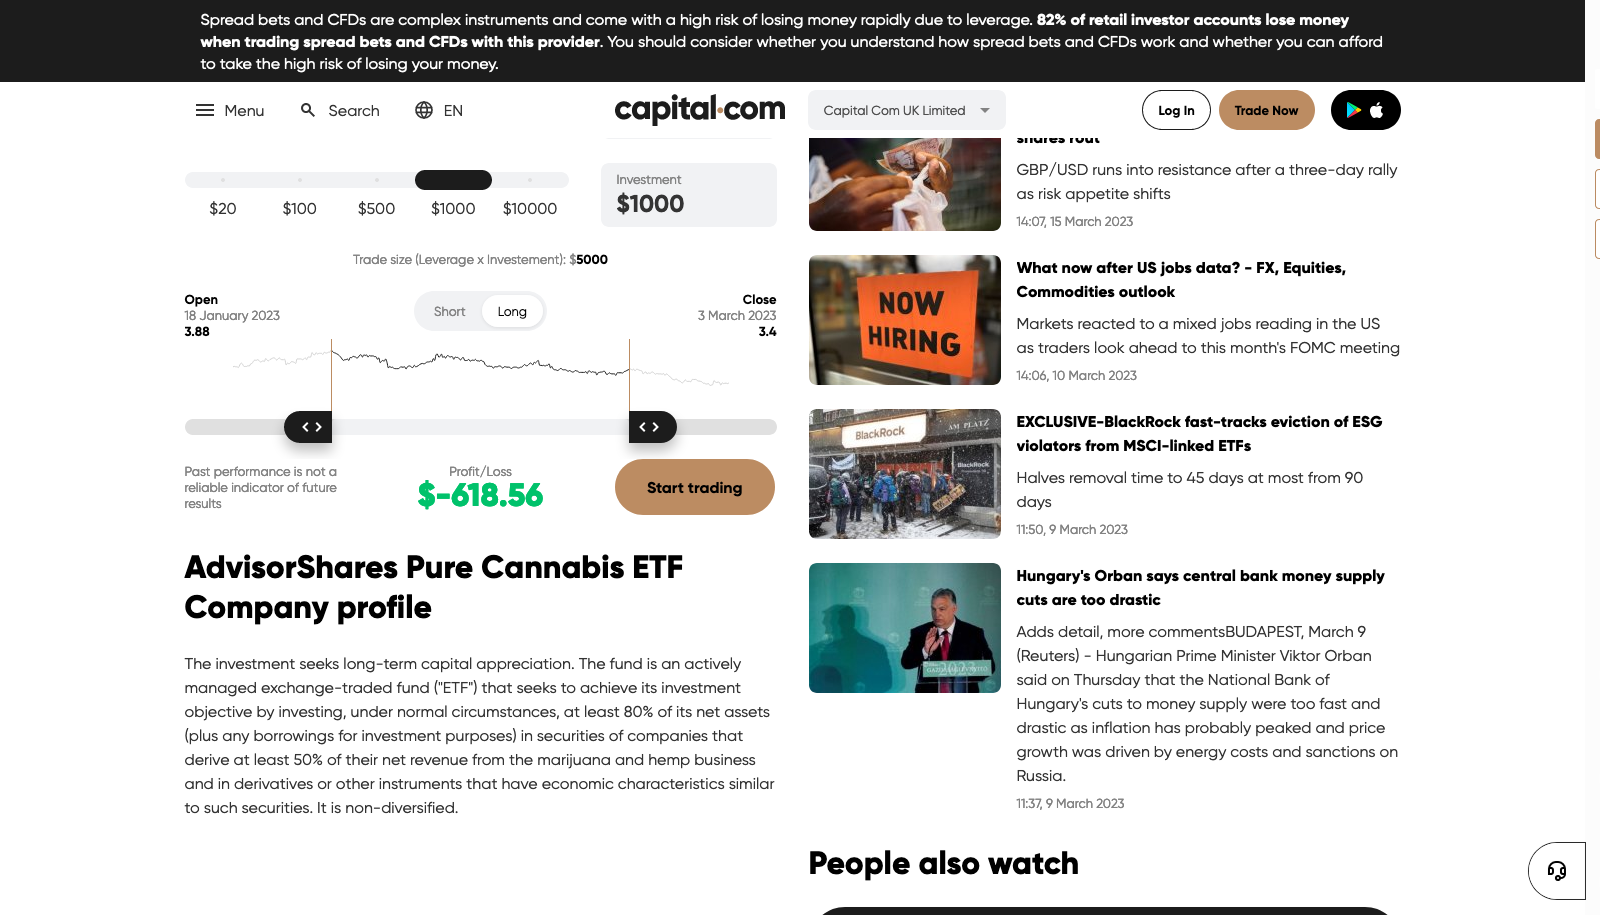 Spread bets and CFDs are complex instruments and come with a high risk of losing money rapidly due to leverage. 82% of retail investor accounts lose money
when trading spread bets and CFDs with this provider. You should consider whether you understand how spread bets and CFDs work and whether you can afford
to take the high risk of losing your money.
Menu
Search
EN
capital.com
Capital Com UK Limited
Log In
Trade Now
$20
$100
$500
$1000
$10000
Investment
$1000
Trade size (Leverage x Investement): $5000
Open
18 January 2023
3.88
Short
Long
Close
3 March 2023
3.4
Past performance is not a
reliable indicator of future
results
Profit/Loss
$-618.56
Start trading
AdvisorShares Pure Cannabis ETF
Company profile
The investment seeks long-term capital appreciation. The fund is an actively
managed exchange-traded fund ("ETF") that seeks to achieve its investment
objective by investing, under normal circumstances, at least 80% of its net assets
(plus any borrowings for investment purposes) in securities of companies that
derive at least 50% of their net revenue from the marijuana and hemp business
and in derivatives or other instruments that have economic characteristics similar
to such securities. It is non-diversified.
shares rout
GBP/USD runs into resistance after a three-day rally
as risk appetite shifts
14:07, 15 March 2023
NOW
HIRING
What now after US jobs data? - FX, Equities,
Commodities outlook
Markets reacted to a mixed jobs reading in the US
as traders look ahead to this month's FOMC meeting
14:06, 10 March 2023
BlackRock
AM PLATZ
BlackRock
EXCLUSIVE-BlackRock fast-tracks eviction of ESG
violators from MSCI-linked ETFs
Halves removal time to 45 days at most from 90
days
11:50, 9 March 2023
2023
Hungary's Orban says central bank money supply
cuts are too drastic
Adds detail, more commentsBUDAPEST, March 9
(Reuters) - Hungarian Prime Minister Viktor Orban
said on Thursday that the National Bank of
Hungary's cuts to money supply were too fast and
drastic as inflation has probably peaked and price
growth was driven by energy costs and sanctions on
Russia.
11:37, 9 March 2023
People also watch